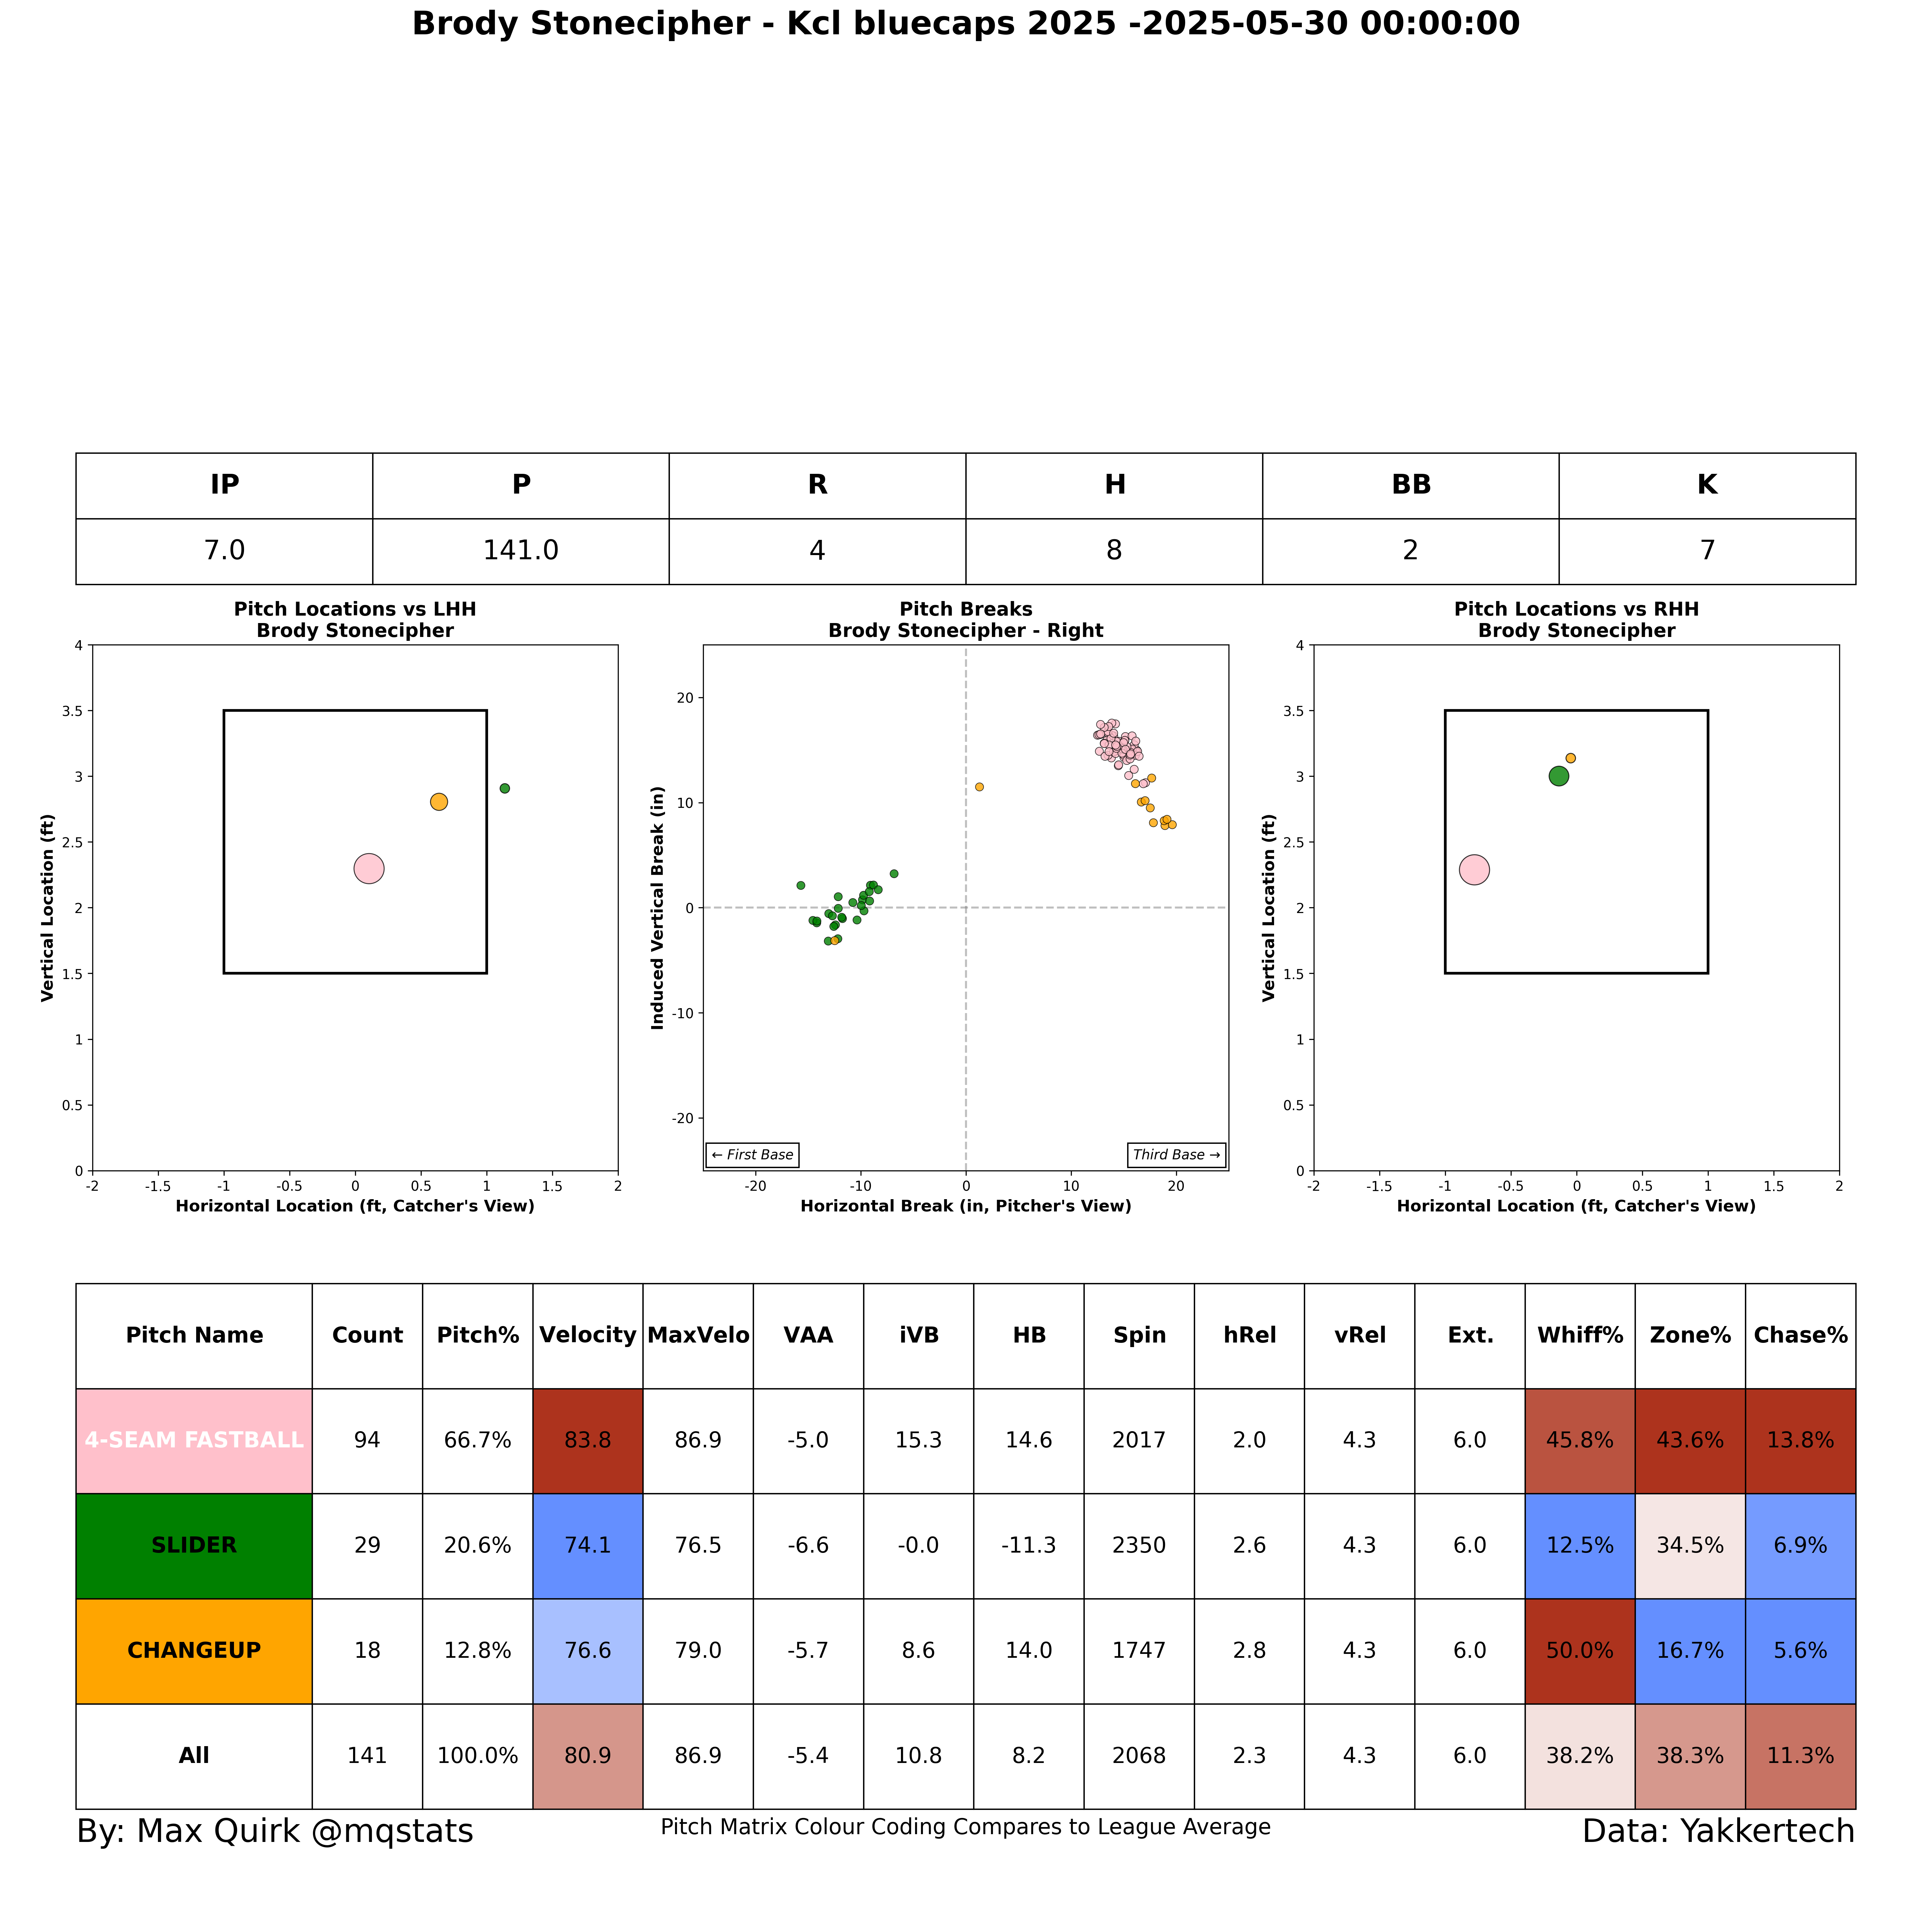 Brody Stonecipher - Kcl bluecaps 2025 -2025-05-30 00:00:00
IP P R H BB K
7.0 141.0 4 8 2 7
Pitch Locations vs LHH
Brody Stonecipher
4
3.5
3
2.5
2
1.5
1
0.5
0
-2 -1.5 -1 -0.5 0 0.5 1 1.5 2
Vertical Location (ft)
Horizontal Location (ft, Catcher's View)
Pitch Breaks
Brody Stonecipher - Right
20
10
0
-10
-20
← First Base
Third Base →
-20 -10 0 10 20
Induced Vertical Break (in)
Horizontal Break (in, Pitcher's View)
Pitch Locations vs RHH
Brody Stonecipher
4
3.5
3
2.5
2
1.5
1
0.5
0
-2 -1.5 -1 -0.5 0 0.5 1 1.5 2
Vertical Location (ft)
Horizontal Location (ft, Catcher's View)
Pitch Name Count Pitch% Velocity MaxVelo VAA iVB HB Spin hRel vRel Ext. Whiff% Zone% Chase%
4-SEAM FASTBALL 94 66.7% 83.8 86.9 -5.0 15.3 14.6 2017 2.0 4.3 6.0 45.8% 43.6% 13.8%
SLIDER 29 20.6% 74.1 76.5 -6.6 -0.0 -11.3 2350 2.6 4.3 6.0 12.5% 34.5% 6.9%
CHANGEUP 18 12.8% 76.6 79.0 -5.7 8.6 14.0 1747 2.8 4.3 6.0 50.0% 16.7% 5.6%
All 141 100.0% 80.9 86.9 -5.4 10.8 8.2 2068 2.3 4.3 6.0 38.2% 38.3% 11.3%
By: Max Quirk @mqstats
Pitch Matrix Colour Coding Compares to League Average
Data: Yakkertech